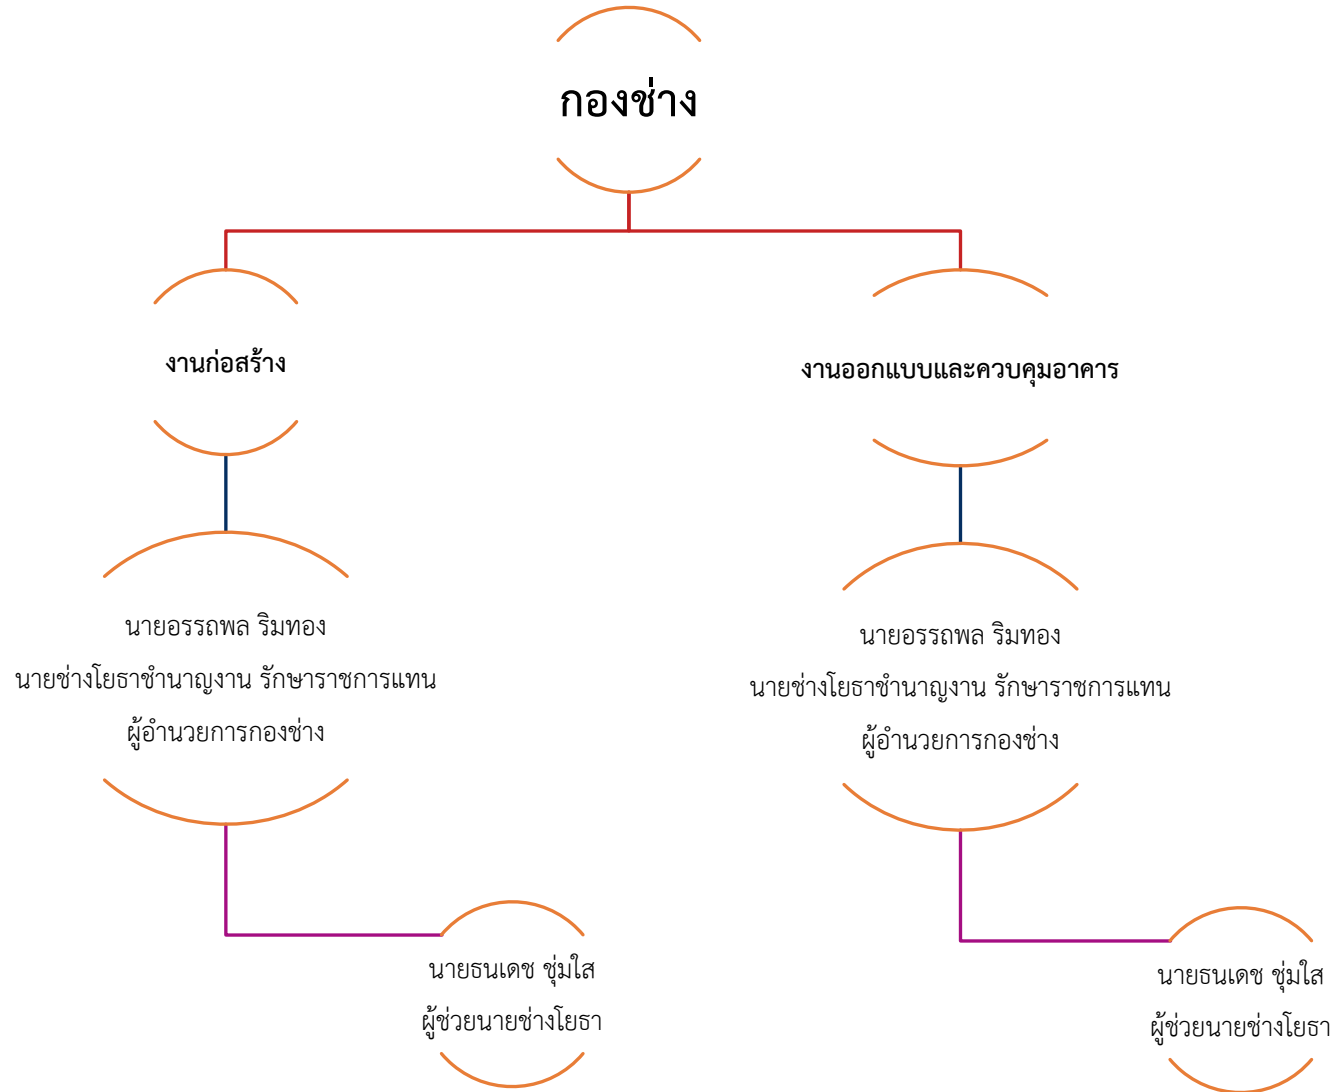 กองช่าง
งานก่อสร้าง
งานออกแบบและควบคุมอาคาร
นายอรรถพล ริมทอง
นายช่างโยธาชำนาญงาน รักษาราชการแทน
ผู้อำนวยการกองช่าง
นายอรรถพล ริมทอง
นายช่างโยธาชำนาญงาน รักษาราชการแทน
ผู้อำนวยการกองช่าง
นายธนเดช ชุ่มใส
ผู้ช่วยนายช่างโยธา
นายธนเดช ชุ่มใส
ผู้ช่วยนายช่างโยธา